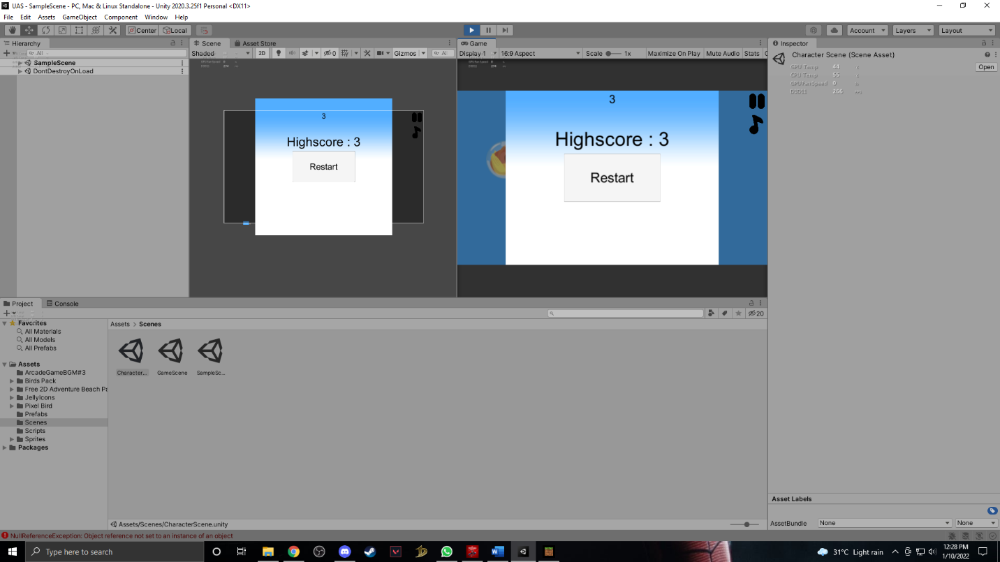 UAS - SampleScene - PC, Mac & Linux Standalone - Unity 2020.3.25f1 Personal <DX11>
File Edit Assets GameObject Component Window Help
Center Local Account Layers Layout
Hierarchy
All
SampleScene
DontDestroyOnLoad
Scene Asset Store
Shaded 2D 0 Gizmos All
3
Highscore : 3
Restart
Game
Display 1 16:9 Aspect Scale 1x Maximize On Play Mute Audio Stats
3
Highscore : 3
Restart
Inspector
Character Scene (Scene Asset)
Open
GPU Temp 44
CPU Temp 55
GPU Fan Speed 0
D3D11 266
Project Console
20
Favorites
All Materials
All Models
All Prefabs
Assets
ArcadeGameBGM#3
Birds Pack
Free 2D Adventure Beach Pa
JellyIcons
Pixel Bird
Prefabs
Scenes
Scripts
Sprites
Packages
Assets > Scenes
Character... GameScene SampleSc...
Assets/Scenes/CharacterScene.unity
Asset Labels
AssetBundle None None
NullReferenceException: Object reference not set to an instance of an object
Type here to search
31°C Light rain
12:28 PM
1/10/2022